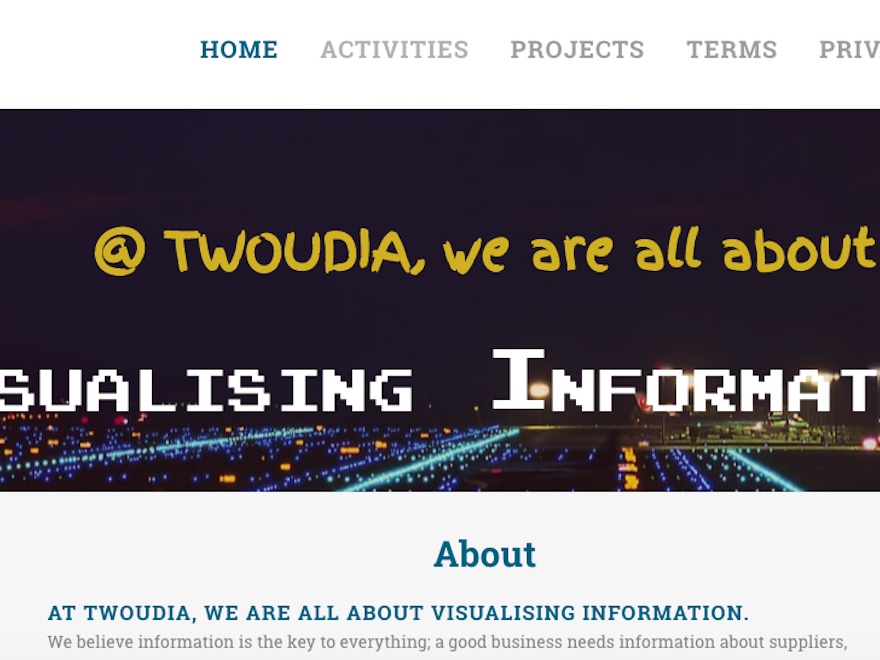 HOME ACTIVITIES PROJECTS TERMS PRIV
@ TWOUDIA, we are all about
SUALISING INFORMAT
About
AT TWOUDIA, WE ARE ALL ABOUT VISUALISING INFORMATION.
We believe information is the key to everything; a good business needs information about suppliers,